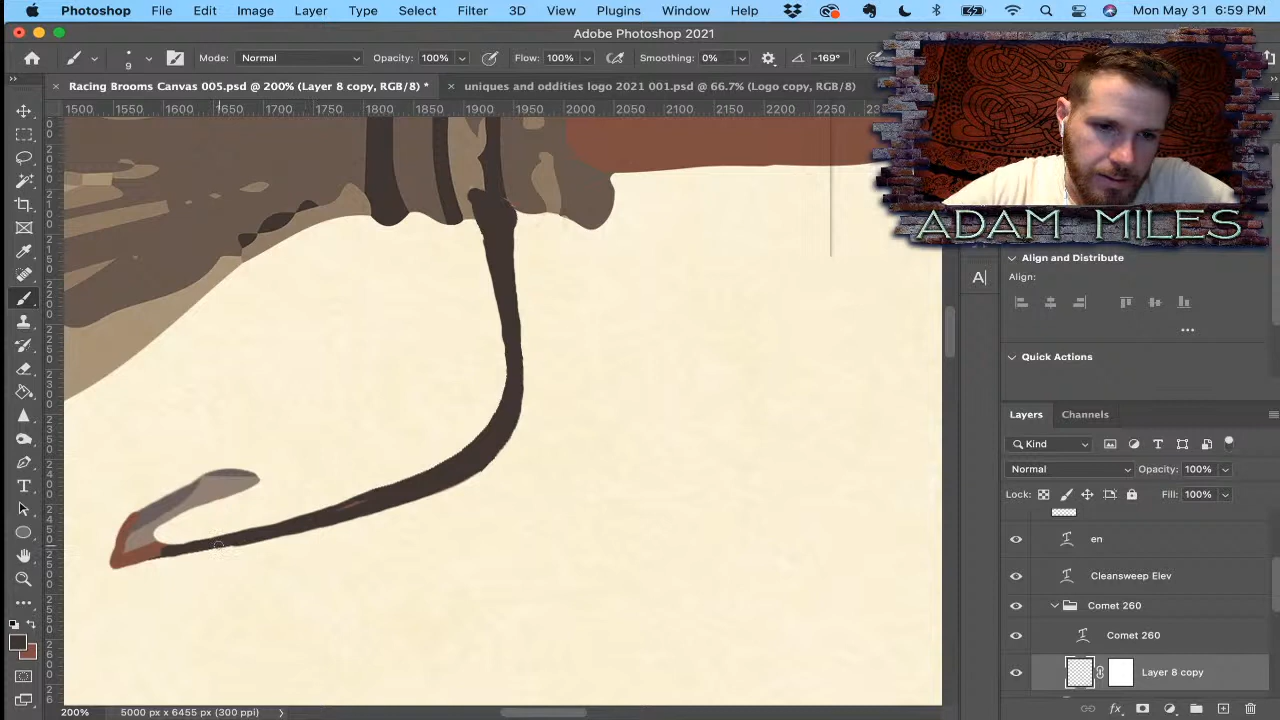 Photoshop File Edit Image Layer Type Select Filter 3D View Plugins Window Help Mon May 31 6:59 PM
Adobe Photoshop 2021
9 Mode: Normal Opacity: 100% Flow: 100% Smoothing: 0% -169°
Racing Brooms Canvas 005.psd @ 200% (Layer 8 copy, RGB/8) * uniques and oddities logo 2021 001.psd @ 66.7% (Logo copy, RGB/8)
1500 1550 1600 1650 1700 1750 1800 1850 1900 1950 2000 2050 2100 2150 2200 2250
ADAM MILES
Align and Distribute
Align:
Quick Actions
Layers Channels
Kind
Normal Opacity: 100%
Lock: Fill: 100%
en
Cleansweep Elev
Comet 260
Comet 260
Layer 8 copy
200% 5000 px x 6455 px (300 ppi)